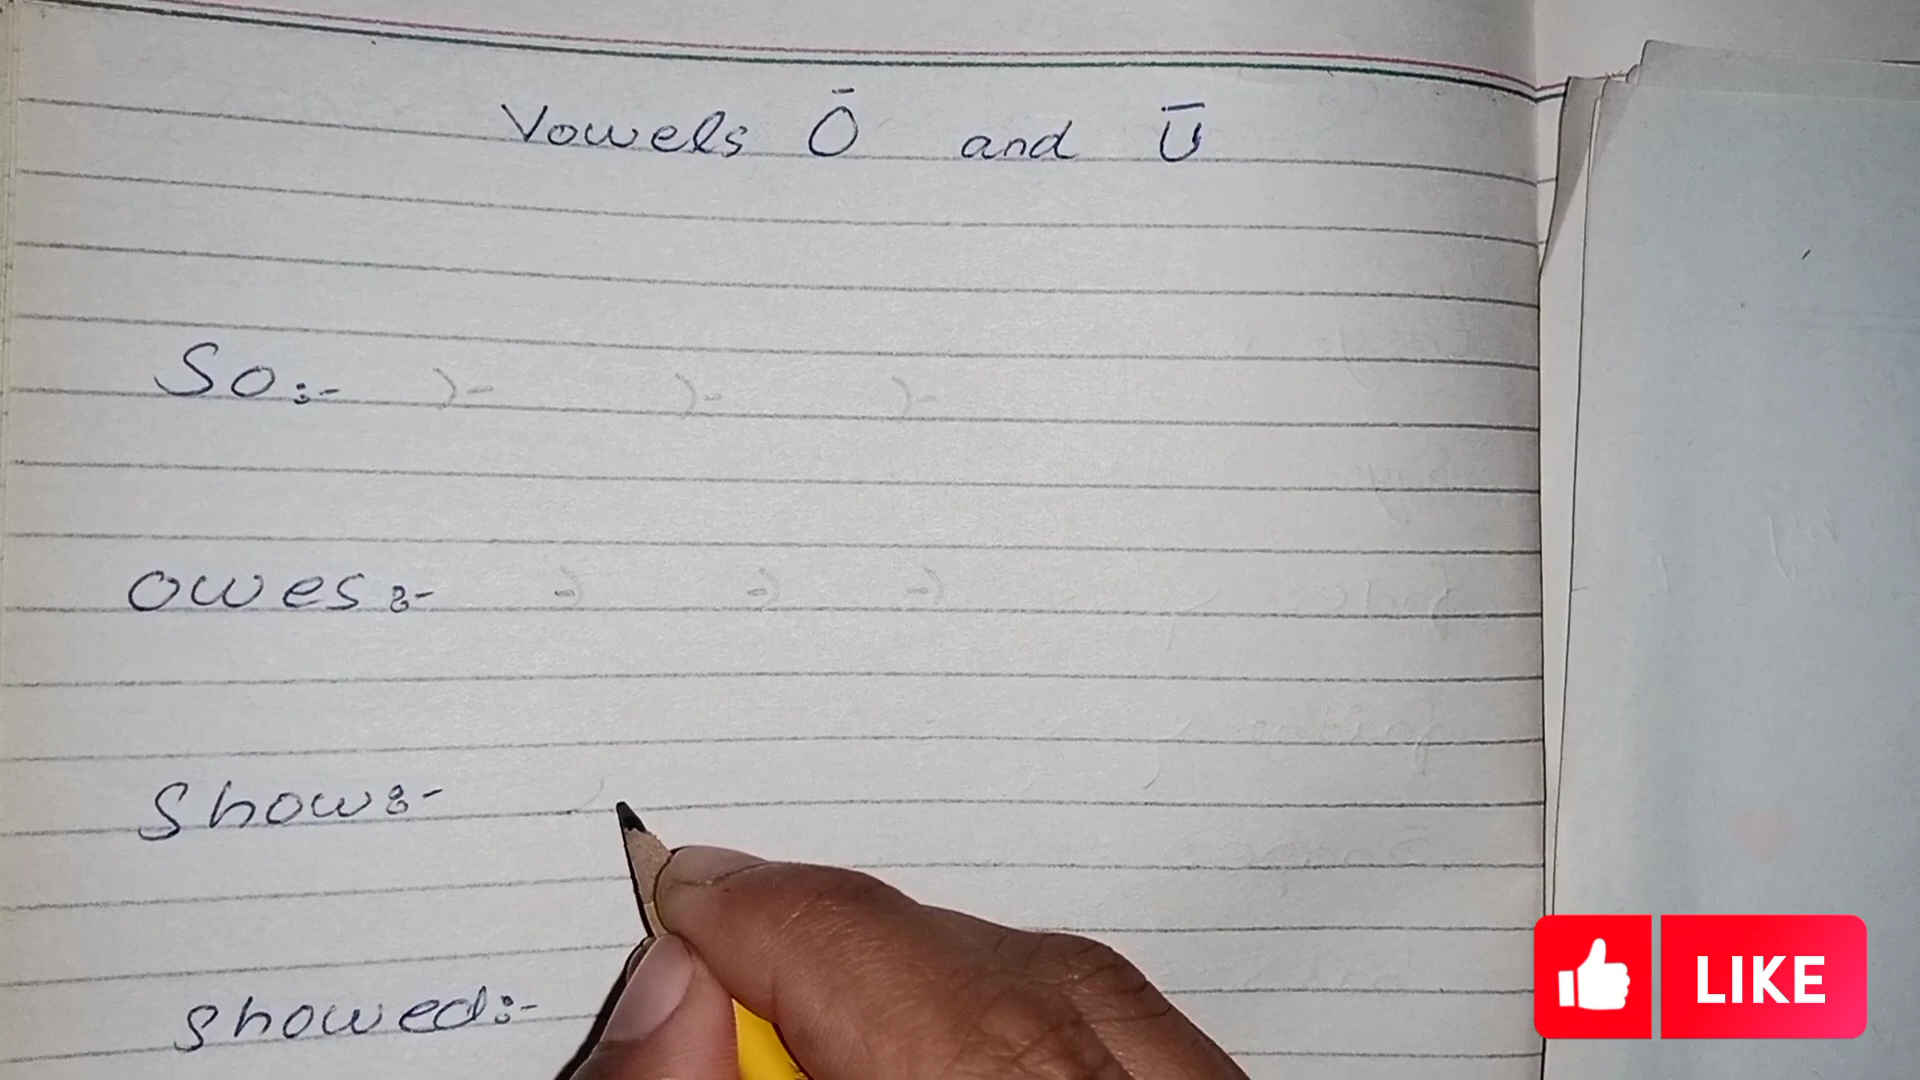 Vowels Ō and Ū
So:-
owes:-
Show:-
showed:-
LIKE